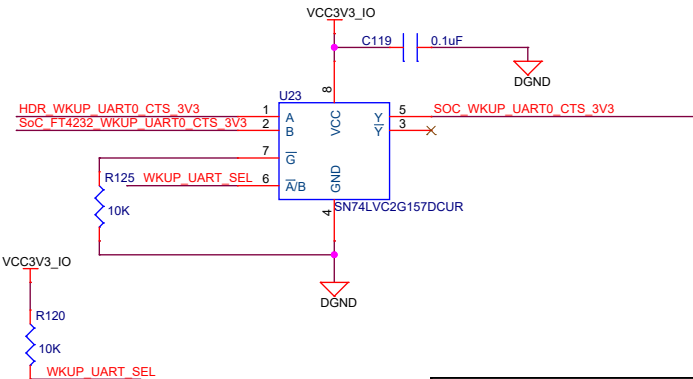 VCC3V3_IO
C119 0.1uF
DGND
8
U23
HDR_WKUP_UART0_CTS_3V3 1 A VCC Y 5 SOC_WKUP_UART0_CTS_3V3
SoC_FT4232_WKUP_UART0_CTS_3V3 2 B Y 3
7 G
R125 WKUP_UART_SEL 6 A/B GND
10K
4 SN74LVC2G157DCUR
VCC3V3_IO
DGND
R120
10K
WKUP_UART_SEL